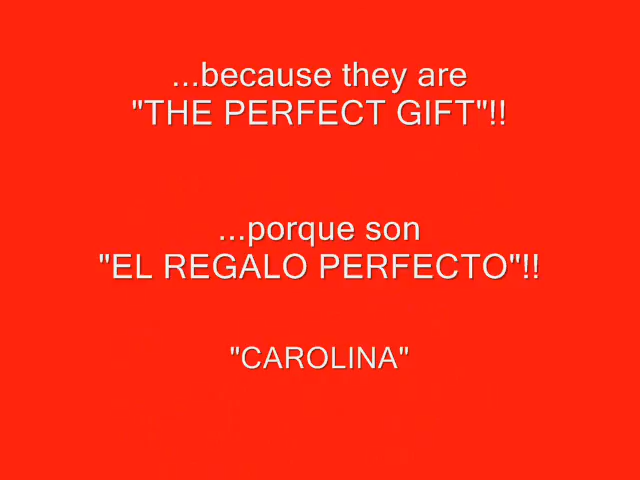 ...because they are
"THE PERFECT GIFT"!!
...porque son
"EL REGALO PERFECTO"!!
"CAROLINA"